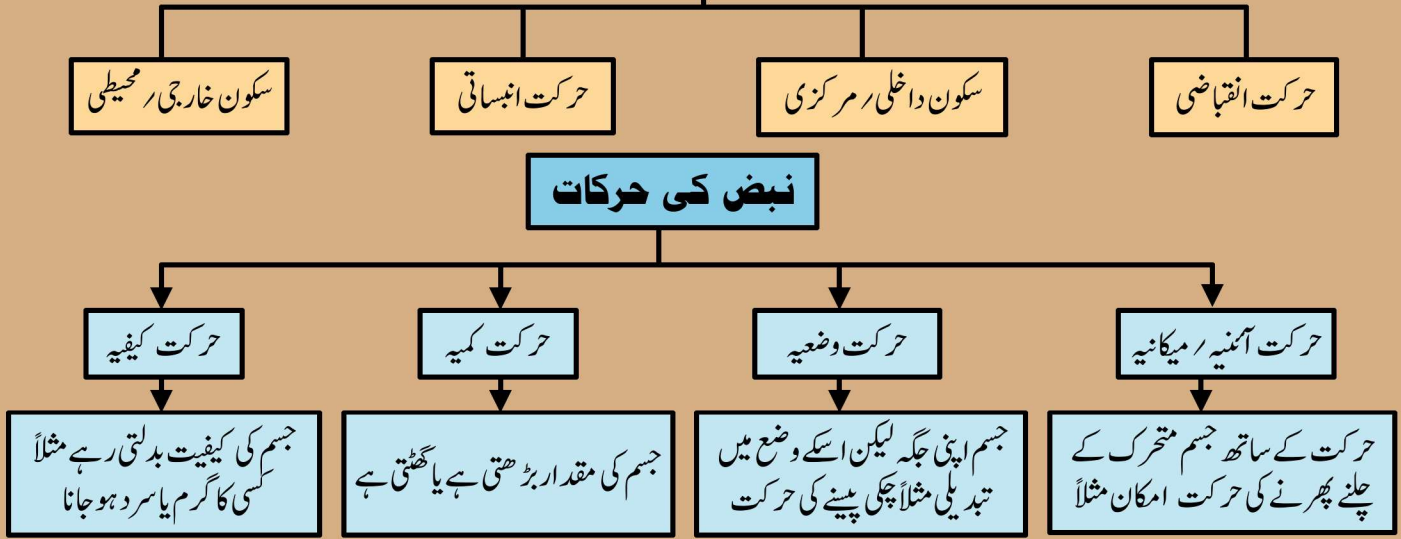 حرکت انقباضی
سکون داخلی/ مرکزی
حرکت انبساتی
سکون خارجی/ محیطی
نبض کی حرکات
حرکت آئنیہ/ میکانیہ
حرکت وضعیہ
حرکت کمیہ
حرکت کیفیہ
حرکت کے ساتھ جسم متحرک کے
چلنے پھرنے کی حرکت امکان مثلاً
جسم اپنی جگہ لیکن اسکے وضع میں
تبدیلی مثلاً چکی پیسنے کی حرکت
جسم کی مقدار بڑھتی ہے یا گھٹتی ہے
جسم کی کیفیت بدلتی رہے مثلاً
کسی کا گرم یا سرد ہو جانا